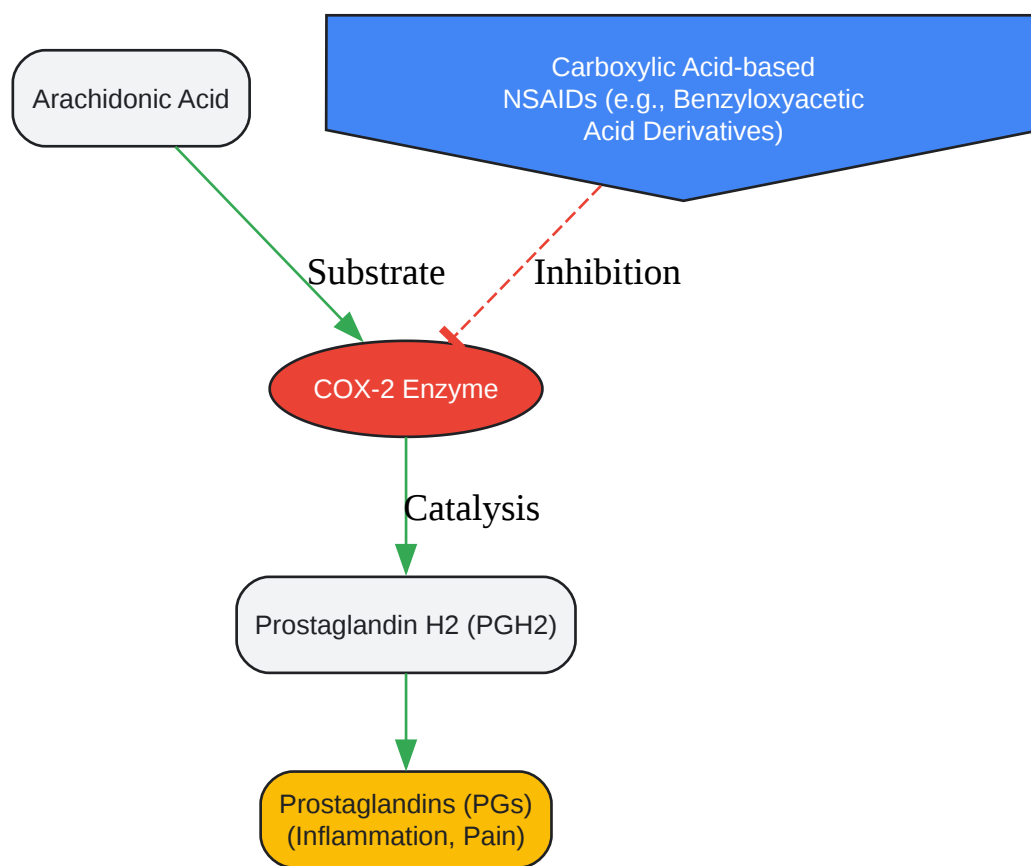 Arachidonic Acid
Carboxylic Acid-based
NSAIDs (e.g., Benzyloxyacetic
Acid Derivatives)
Substrate
Inhibition
COX-2 Enzyme
Catalysis
Prostaglandin H2 (PGH2)
Prostaglandins (PGs)
(Inflammation, Pain)